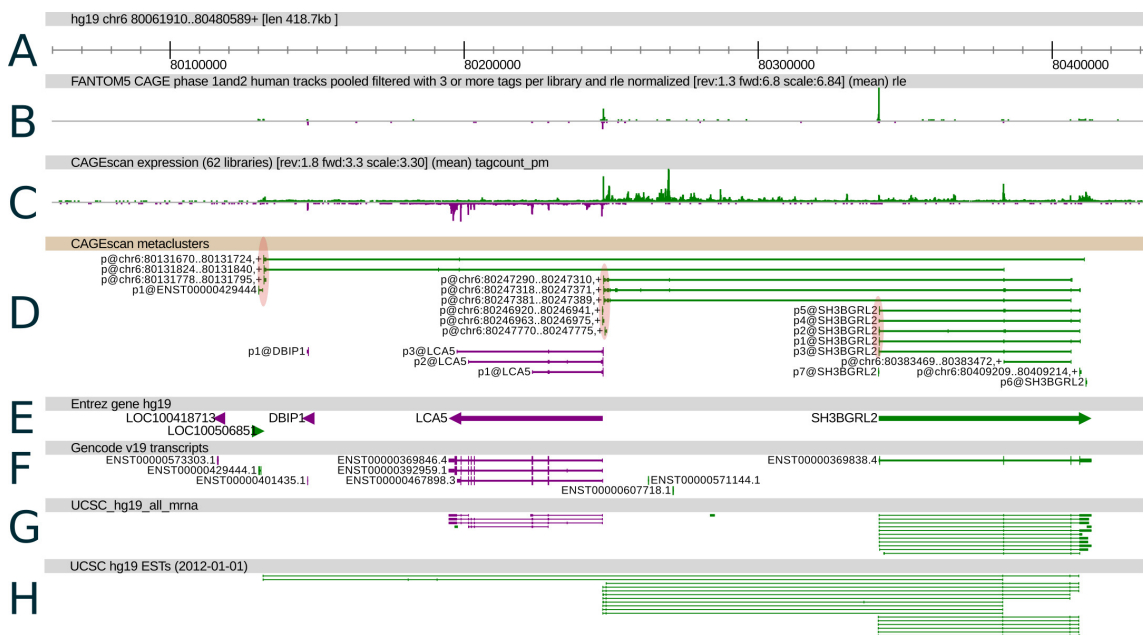 hg19 chr6 80061910..80480589+ [len 418.7kb ]
A
80100000 80200000 80300000 80400000
FANTOM5 CAGE phase 1and2 human tracks pooled filtered with 3 or more tags per library and rle normalized [rev:1.3 fwd:6.8 scale:6.84] (mean) rle
B
CAGEscan expression (62 libraries) [rev:1.8 fwd:3.3 scale:3.30] (mean) tagcount_pm
C
CAGEscan metaclusters
D
p@chr6:80131670..80131724,+
p@chr6:80131824..80131840,+
p@chr6:80131778..80131795,+ p@chr6:80247290..80247310,+
p1@ENST00000429444 p@chr6:80247318..80247371,+
p@chr6:80247381..80247389,+
p@chr6:80246920..80246941,+ p5@SH3BGRL2
p@chr6:80246963..80246975,+ p4@SH3BGRL2
p@chr6:80247770..80247775,+ p2@SH3BGRL2
p1@SH3BGRL2
p1@DBIP1 p3@LCA5 p3@SH3BGRL2
p2@LCA5 p@chr6:80383469..80383472,+
p1@LCA5 p7@SH3BGRL2 p@chr6:80409209..80409214,+
p6@SH3BGRL2
Entrez gene hg19
E
LOC100418713 DBIP1 LCA5 SH3BGRL2
LOC100506851
Gencode v19 transcripts
F
ENST00000573303.1 ENST00000369846.4 ENST00000369838.4
ENST00000429444.1 ENST00000392959.1
ENST00000401435.1 ENST00000467898.3 ENST00000571144.1
ENST00000607718.1
UCSC_hg19_all_mrna
G
UCSC hg19 ESTs (2012-01-01)
H